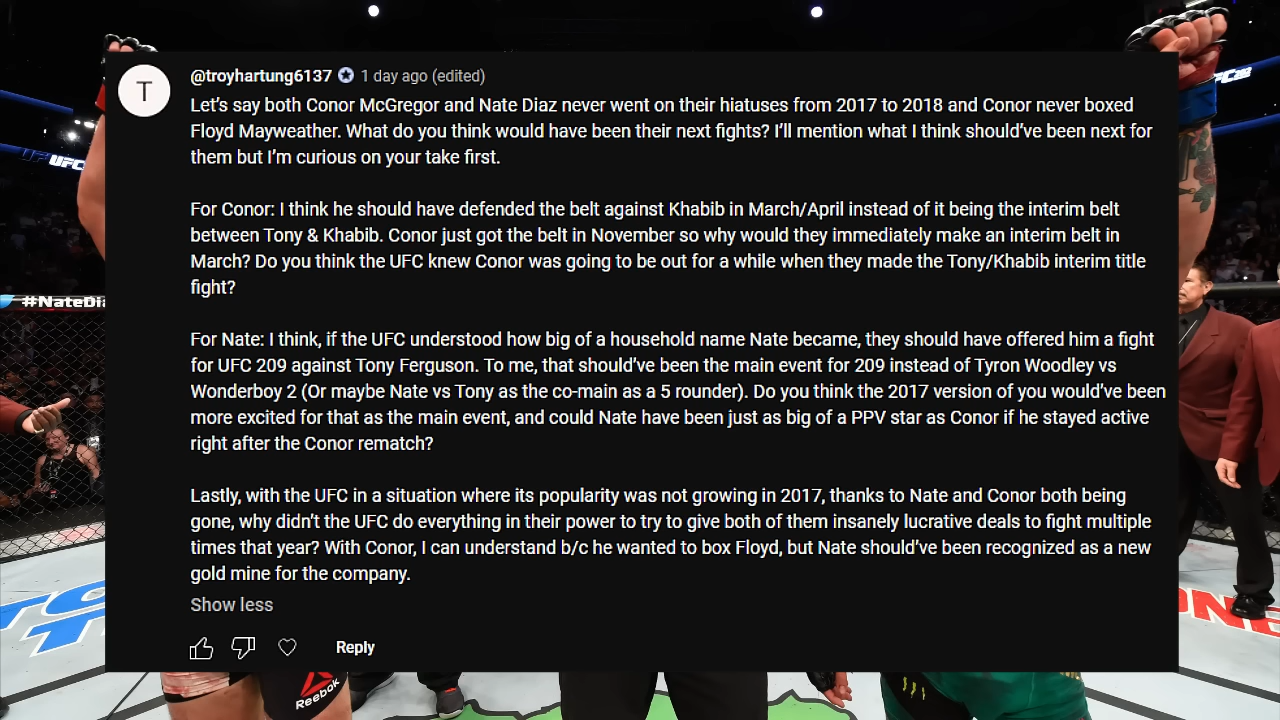 T
@troyhartung6137 1 day ago (edited)
Let’s say both Conor McGregor and Nate Diaz never went on their hiatuses from 2017 to 2018 and Conor never boxed
Floyd Mayweather. What do you think would have been their next fights? I’ll mention what I think should’ve been next for
them but I’m curious on your take first.
For Conor: I think he should have defended the belt against Khabib in March/April instead of it being the interim belt
between Tony & Khabib. Conor just got the belt in November so why would they immediately make an interim belt in
March? Do you think the UFC knew Conor was going to be out for a while when they made the Tony/Khabib interim title
fight?
For Nate: I think, if the UFC understood how big of a household name Nate became, they should have offered him a fight
for UFC 209 against Tony Ferguson. To me, that should’ve been the main event for 209 instead of Tyron Woodley vs
Wonderboy 2 (Or maybe Nate vs Tony as the co-main as a 5 rounder). Do you think the 2017 version of you would’ve been
more excited for that as the main event, and could Nate have been just as big of a PPV star as Conor if he stayed active
right after the Conor rematch?
Lastly, with the UFC in a situation where its popularity was not growing in 2017, thanks to Nate and Conor both being
gone, why didn’t the UFC do everything in their power to try to give both of them insanely lucrative deals to fight multiple
times that year? With Conor, I can understand b/c he wanted to box Floyd, but Nate should’ve been recognized as a new
gold mine for the company.
Show less
Reply
#NateDia
UFC
UFC 202
Reebok